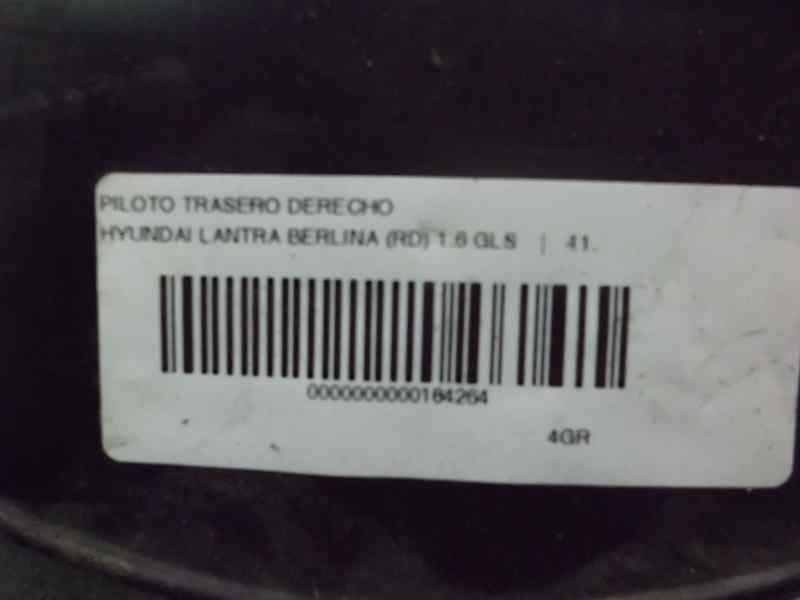 PILOTO TRASERO DERECHO
HYUNDAI LANTRA BERLINA (RD) 1.6 GLS | 41.
0000000000184264
4GR